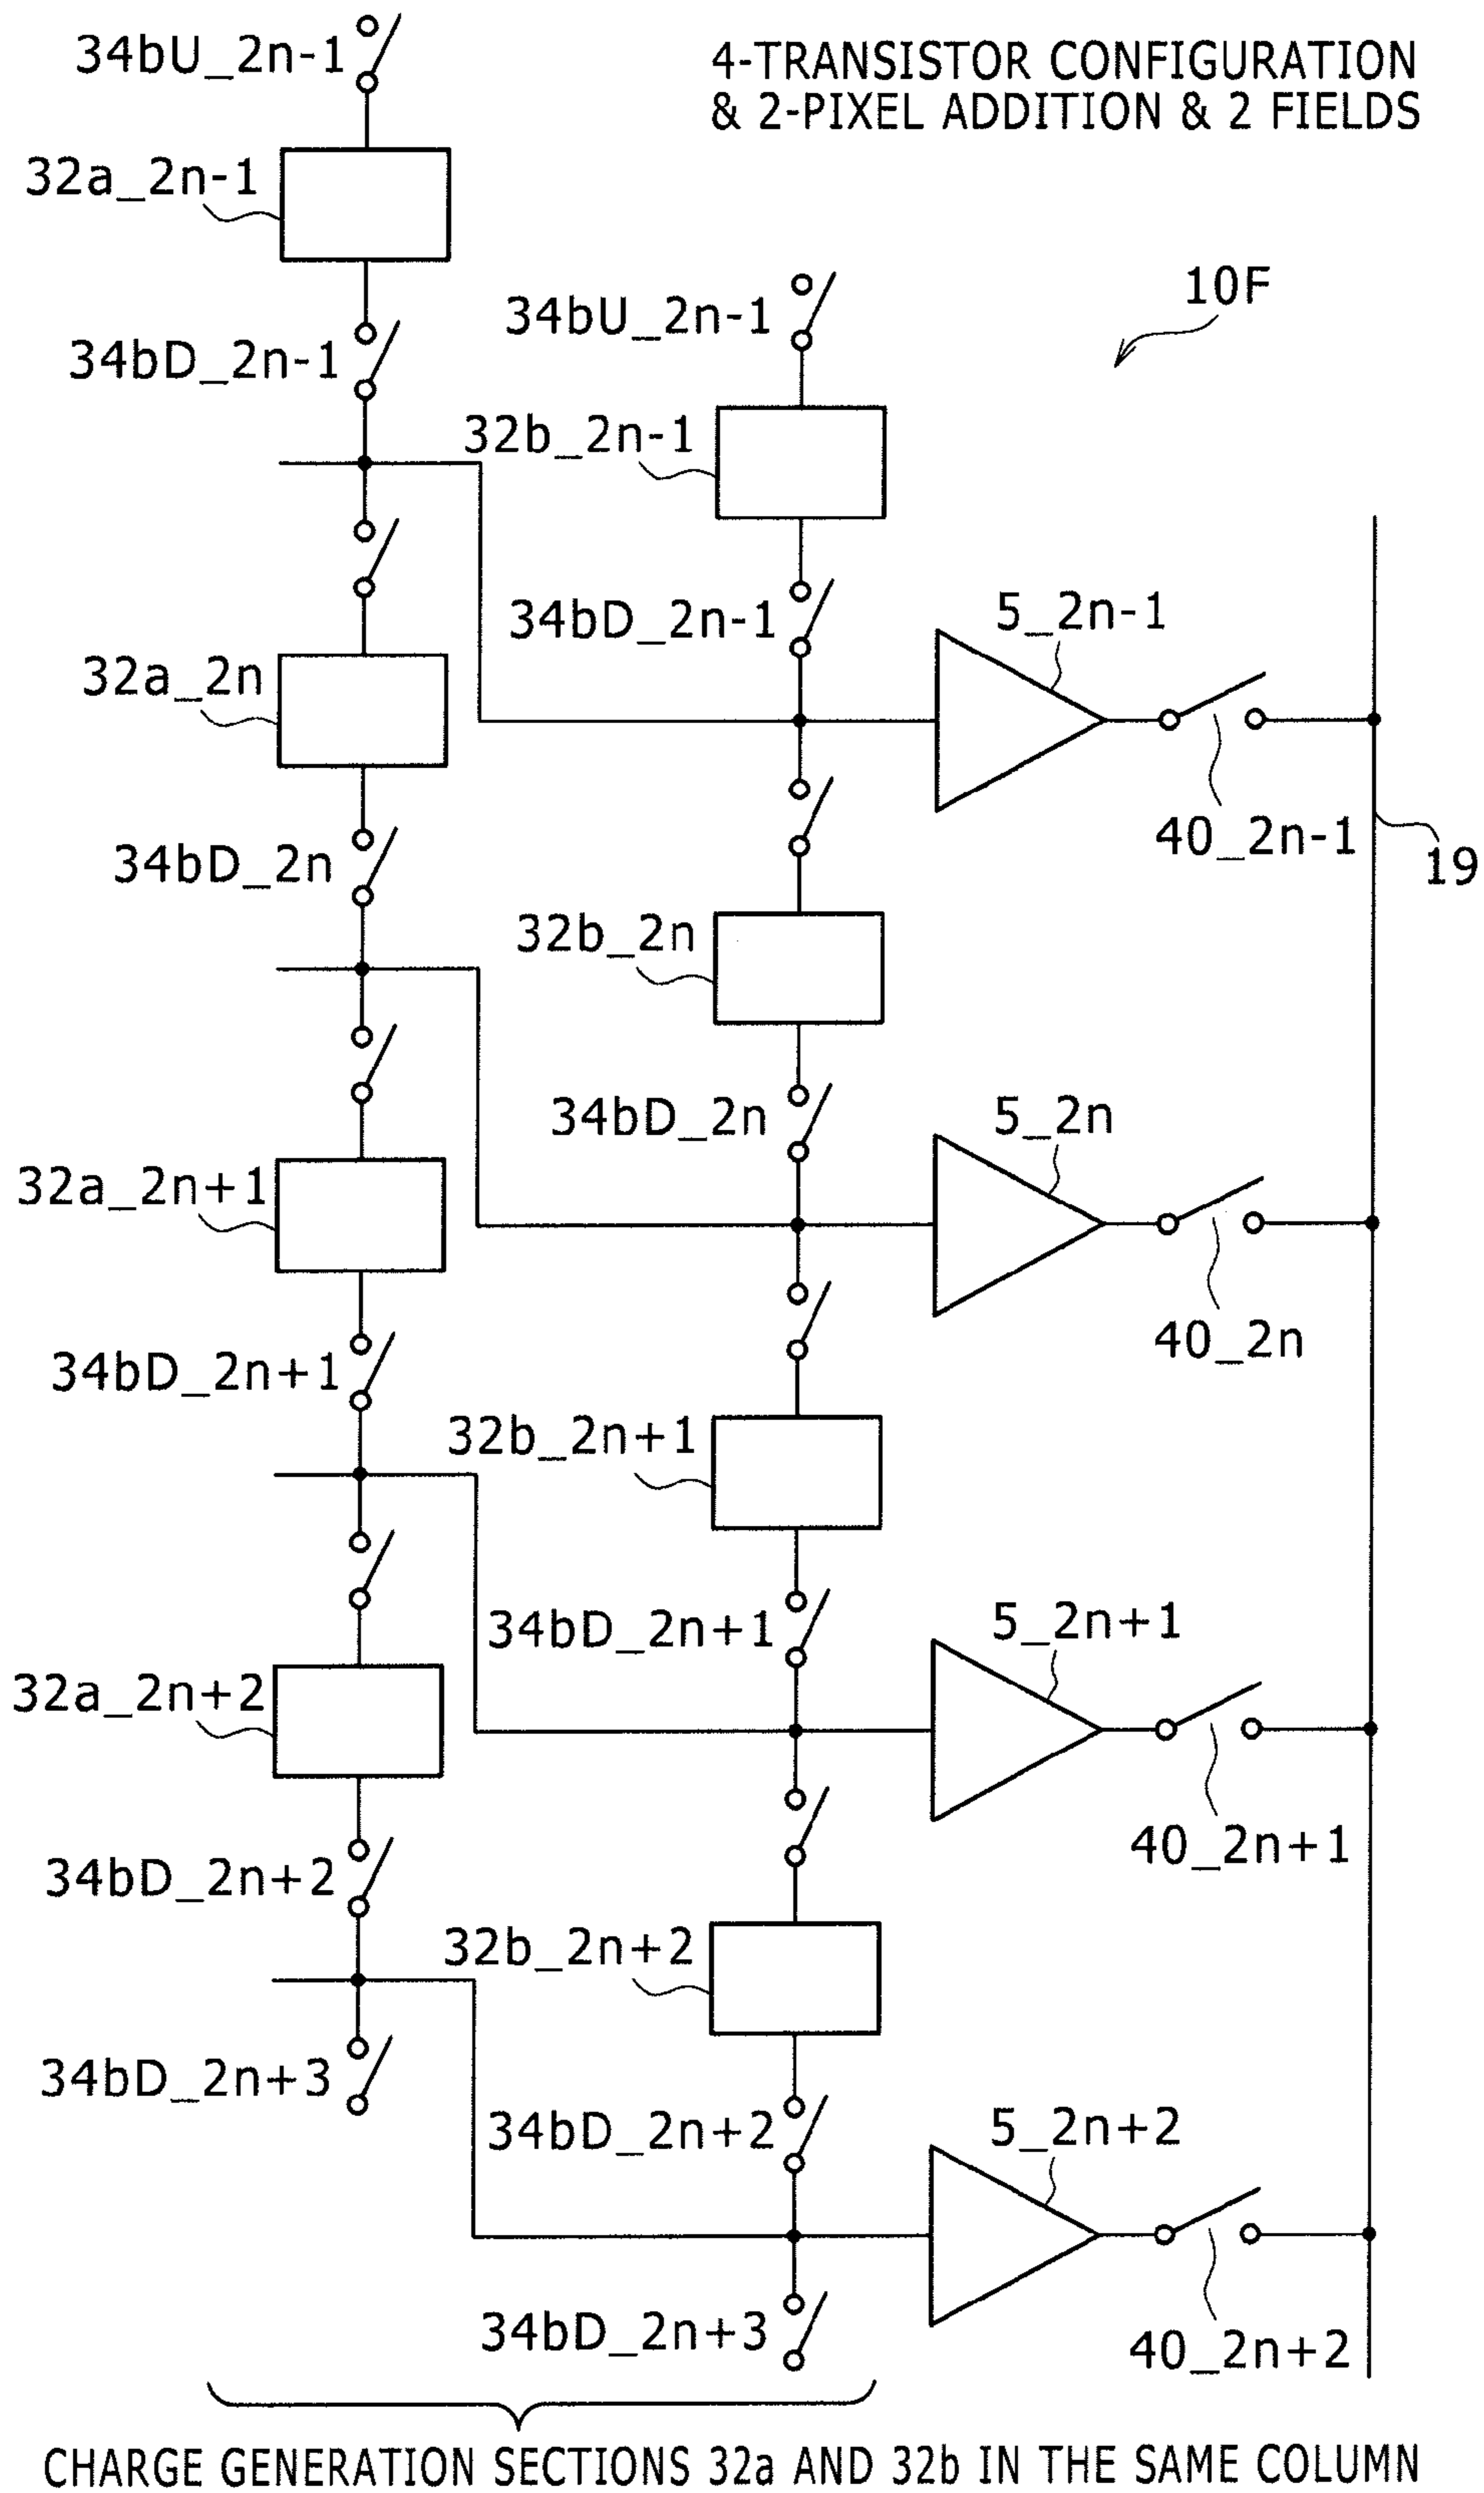 34bU_2n-1
4-TRANSISTOR CONFIGURATION
& 2-PIXEL ADDITION & 2 FIELDS
32a_2n-1
10F
34bU_2n-1
34bD_2n-1
32b_2n-1
5_2n-1
34bD_2n-1
32a_2n
40_2n-1
19
34bD_2n
32b_2n
5_2n
34bD_2n
32a_2n+1
40_2n
34bD_2n+1
32b_2n+1
5_2n+1
34bD_2n+1
32a_2n+2
40_2n+1
34bD_2n+2
32b_2n+2
34bD_2n+3
5_2n+2
34bD_2n+2
34bD_2n+3
40_2n+2
CHARGE GENERATION SECTIONS 32a AND 32b IN THE SAME COLUMN